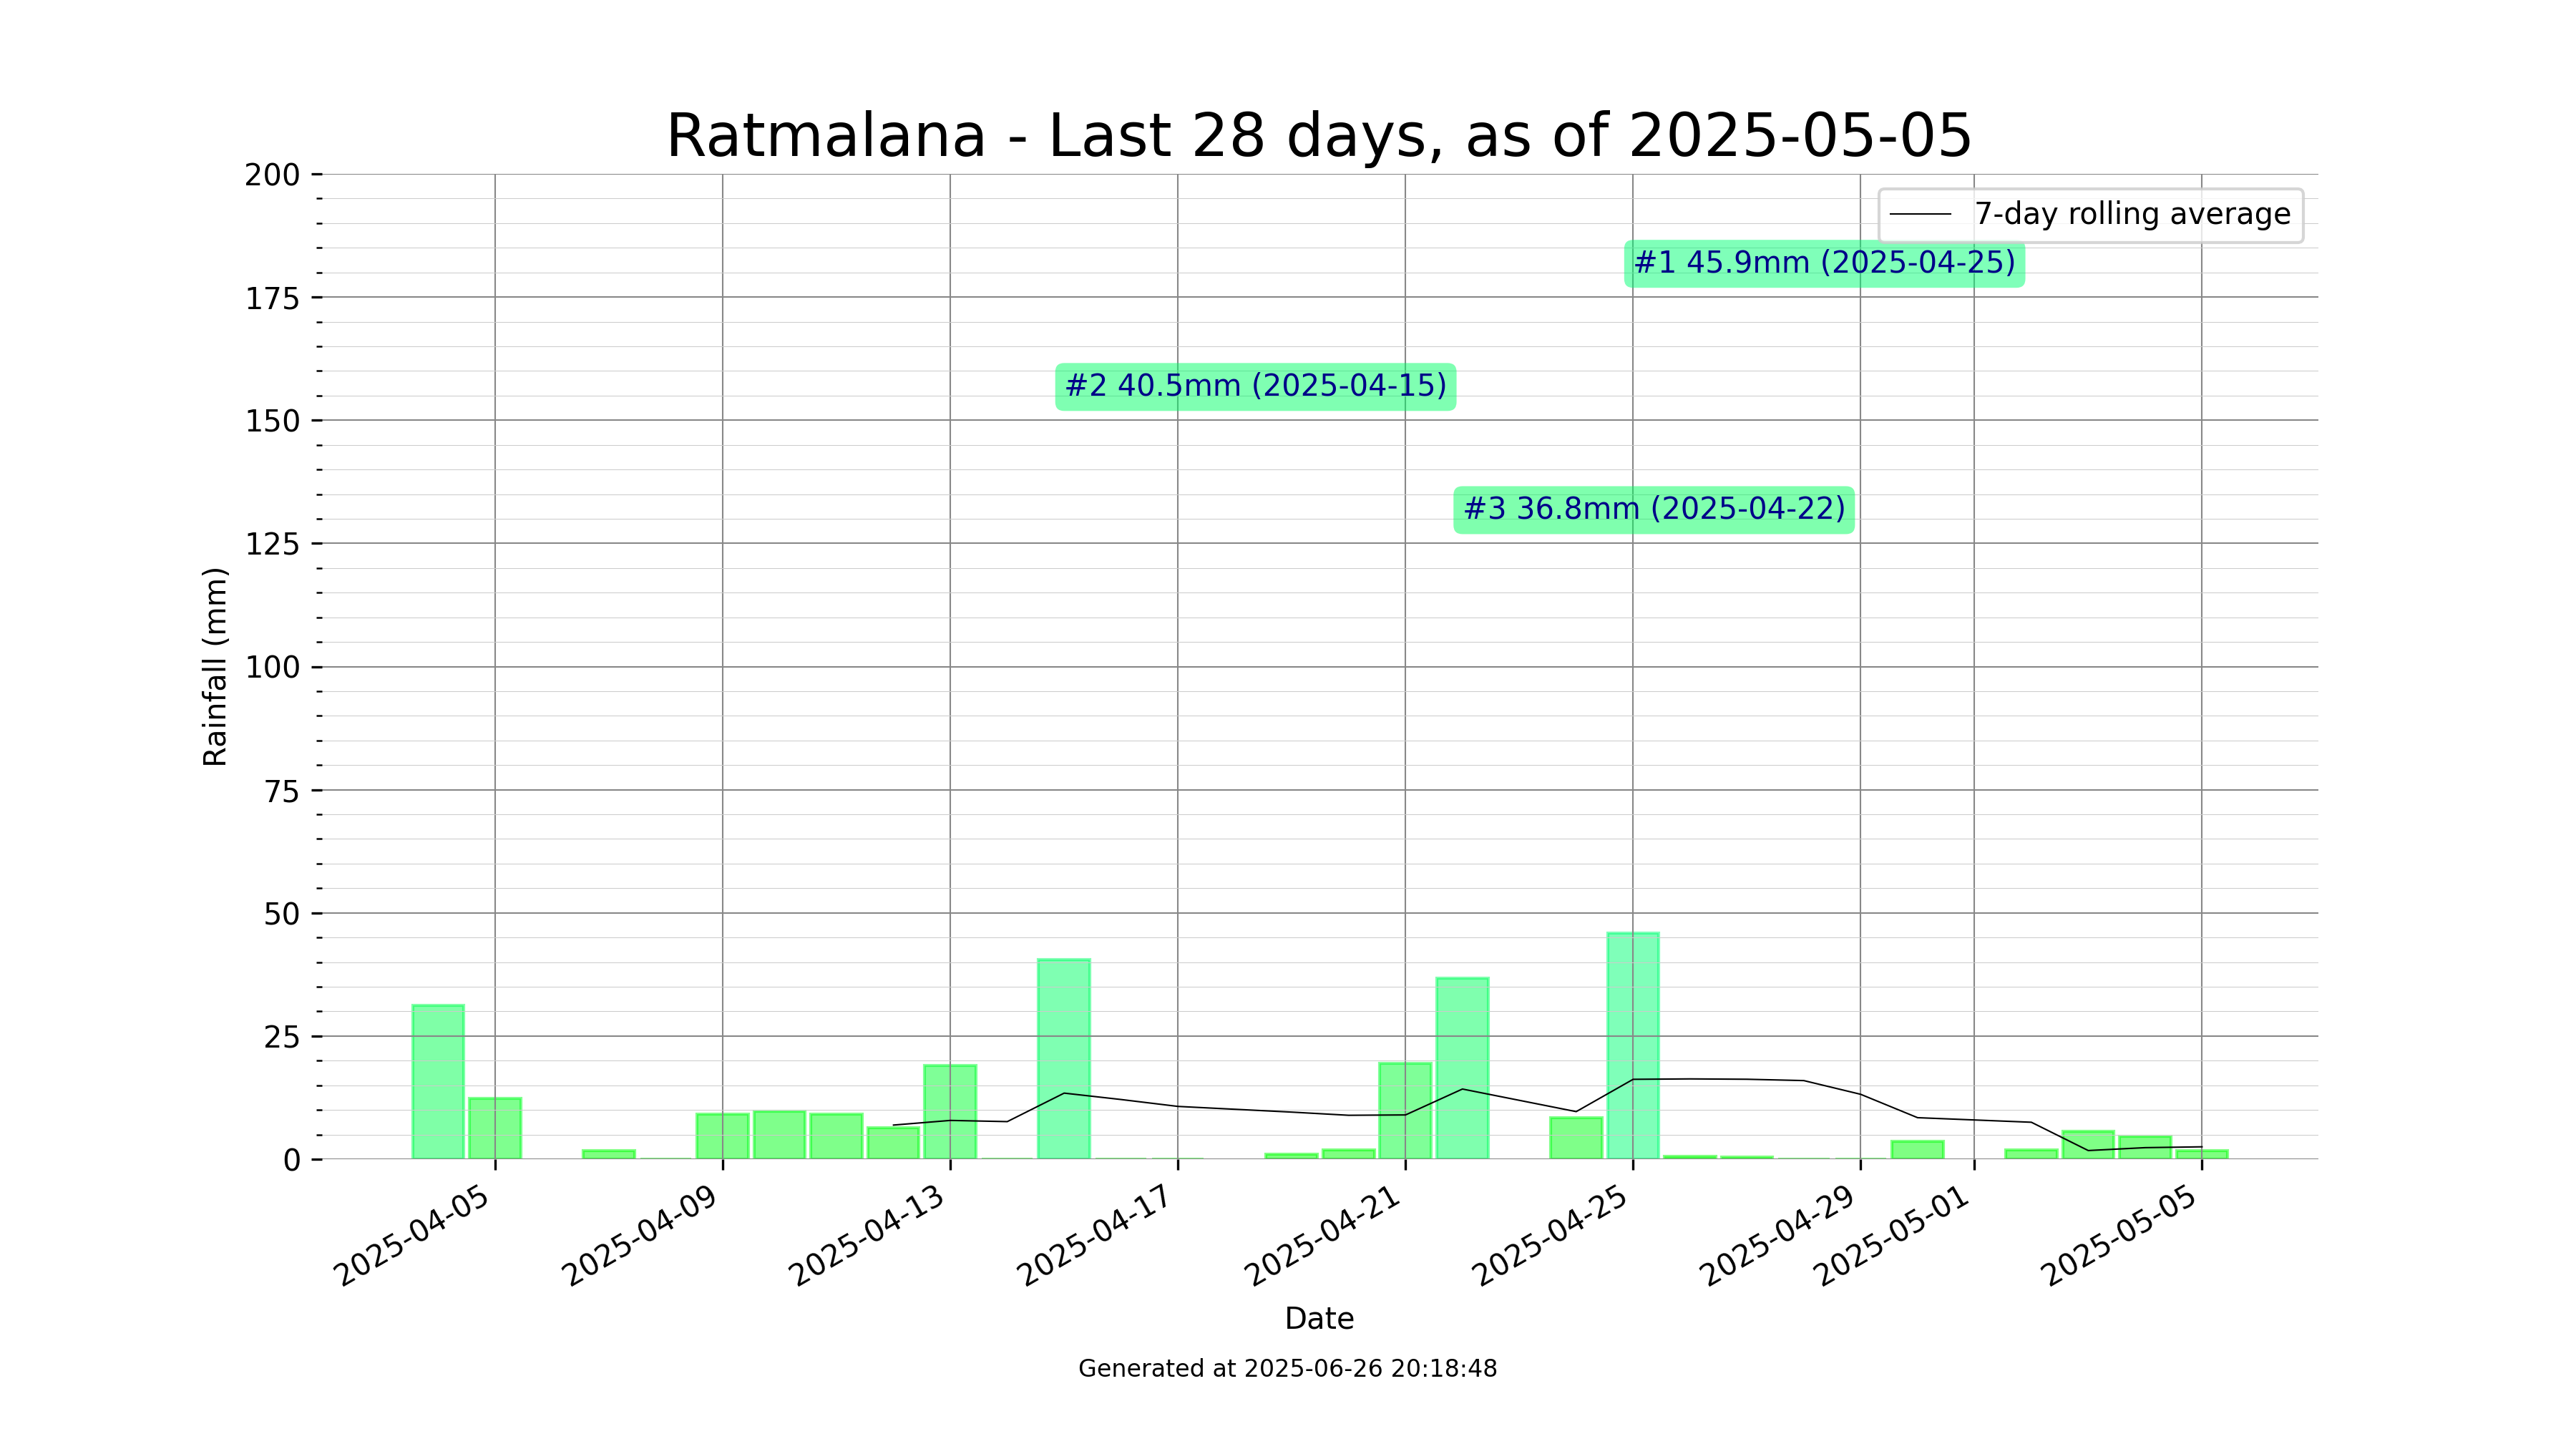 Ratmalana - Last 28 days, as of 2025-05-05
200
175
150
125
100
75
50
25
0
Rainfall (mm)
7-day rolling average
#1 45.9mm (2025-04-25)
#2 40.5mm (2025-04-15)
#3 36.8mm (2025-04-22)
2025-04-05
2025-04-09
2025-04-13
2025-04-17
2025-04-21
2025-04-25
2025-04-29
2025-05-01
2025-05-05
Date
Generated at 2025-06-26 20:18:48